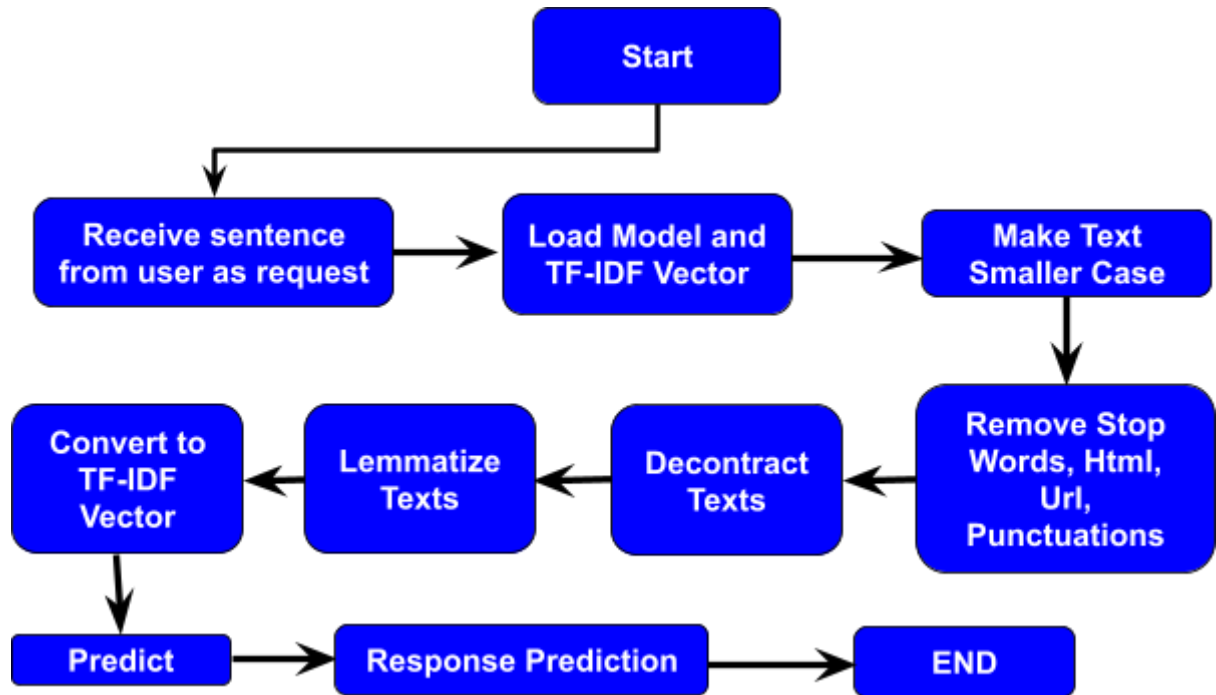 Start
Receive sentence
from user as request
Load Model and
TF-IDF Vector
Make Text
Smaller Case
Remove Stop
Words, Html,
Url,
Punctuations
Decontract
Texts
Lemmatize
Texts
Convert to
TF-IDF
Vector
Predict
Response Prediction
END